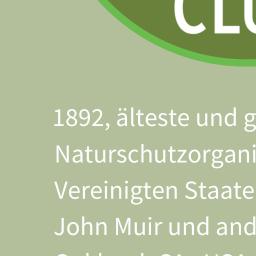 CLU
1892, älteste und g
Naturschutzorgani
Vereinigten Staate
John Muir und and